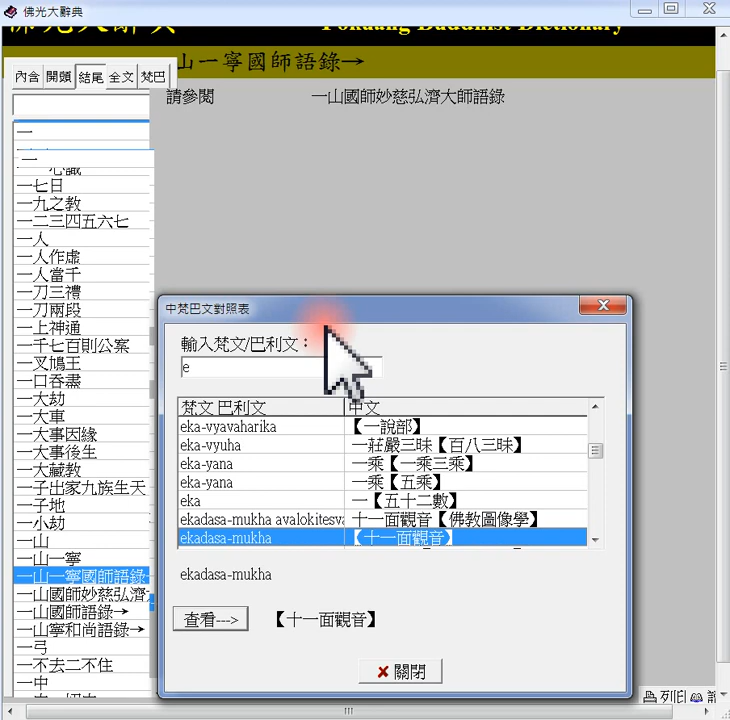 佛光大辭典
Fokuang Buddhist Dictionary
山一寧國師語錄→
內含 開頭 結尾 全文 梵巴
請參閱 一山國師妙慈弘濟大師語錄
一
一
一心識
一七日
一九之教
一二三四五六七
一人
一人作虛
一人當千
一刀三禮
一刀兩段
一上神通
一千七百則公案
一叉鳩王
一口吞盡
一大劫
一大車
一大事因緣
一大事後生
一大藏教
一子出家九族生天
一子地
一小劫
一山
一山一寧
一山一寧國師語錄
一山國師妙慈弘濟
一山國師語錄→
一山寧和尚語錄→
一弓
一不去二不住
一中
中梵巴文對照表
輸入梵文/巴利文：
e
梵文 巴利文 中文
eka-vyavaharika 【一說部】
eka-vyuha 一莊嚴三昧【百八三昧】
eka-yana 一乘【一乘三乘】
eka-yana 一乘【五乘】
eka 一【五十二數】
ekadasa-mukha avalokitesva 十一面觀音【佛教圖像學】
ekadasa-mukha 【十一面觀音】
ekadasa-mukha
查看---> 【十一面觀音】
關閉